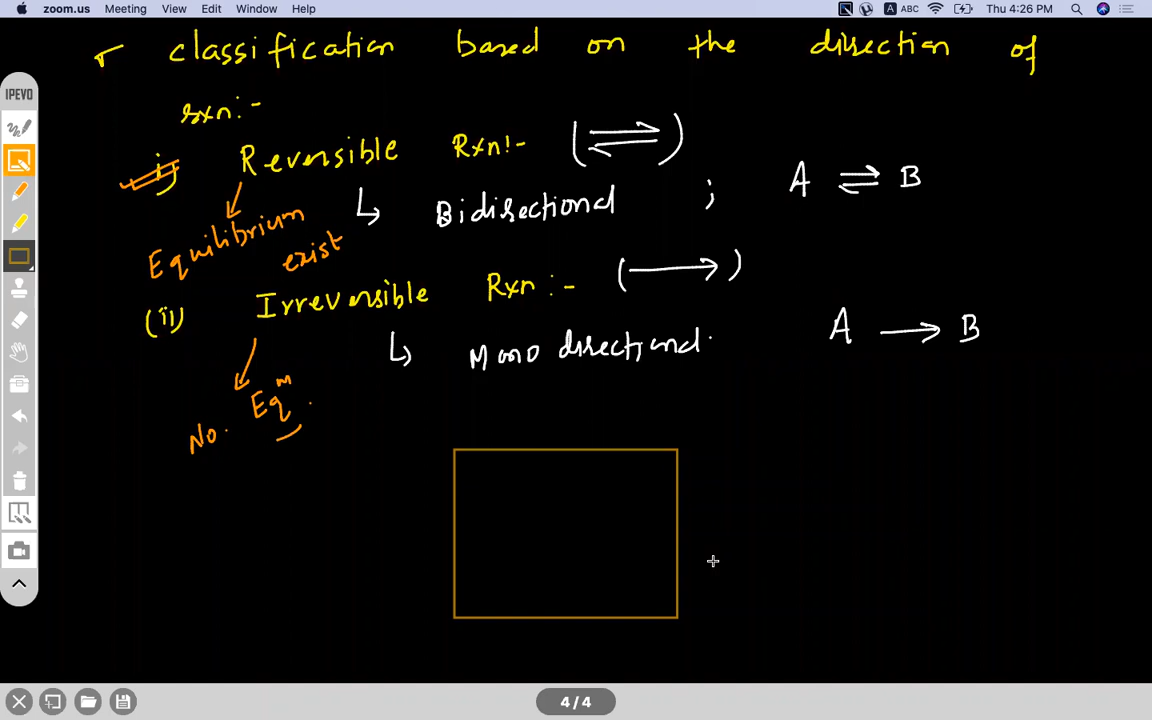 zoom.us Meeting View Edit Window Help
A ABC Thu 4:26 PM
classification based on the direction of
rxn:-
IPEVO
i) Reversible Rxn:- (⇌)
↳ Bidirectional ; A ⇌ B
Equilibrium
exist
(ii) Irreversible Rxn:- (⟶)
↳ Mono directional. A ⟶ B
No. Eqᵐ.
4/4